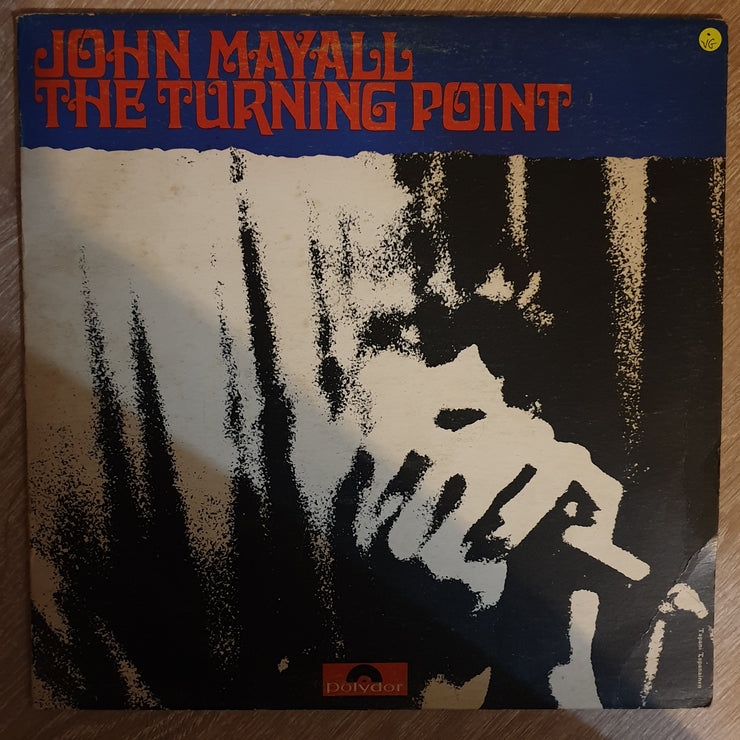 JOHN MAYALL
THE TURNING POINT
VG
polydor